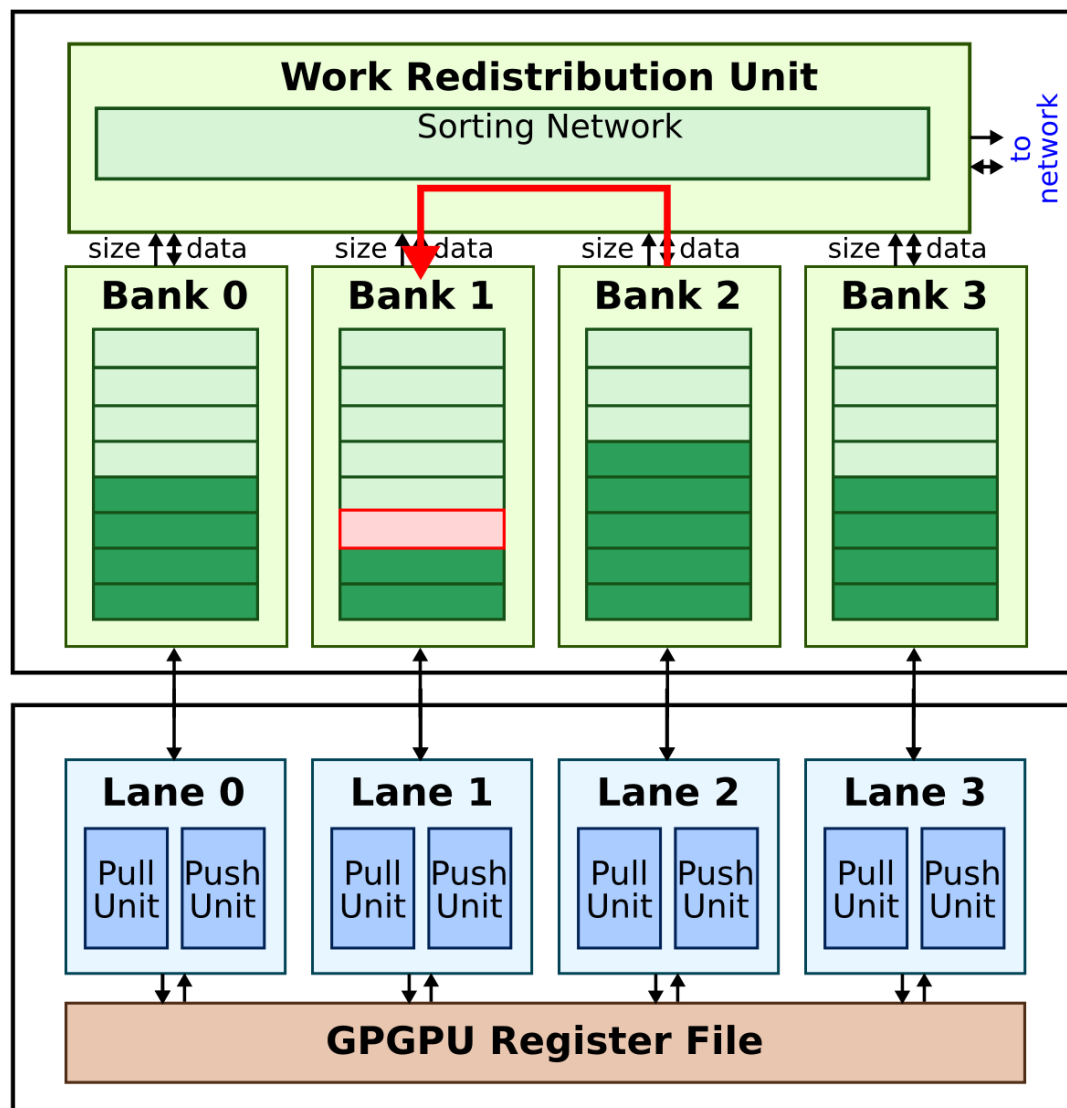 Work Redistribution Unit
Sorting Network
to
network
size data
size data
size data
size data
Bank 0
Bank 1
Bank 2
Bank 3
Lane 0
Lane 1
Lane 2
Lane 3
Pull
Unit
Push
Unit
Pull
Unit
Push
Unit
Pull
Unit
Push
Unit
Pull
Unit
Push
Unit
GPGPU Register File